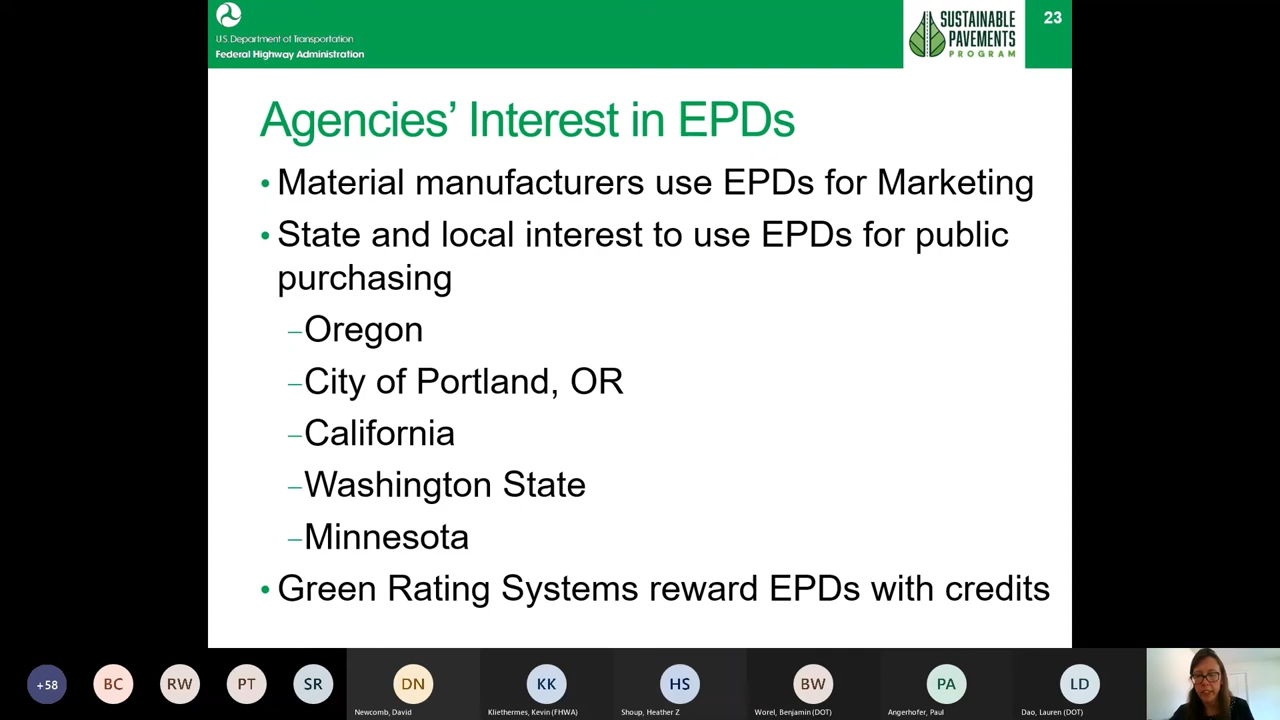 U.S. Department of Transportation
Federal Highway Administration
SUSTAINABLE
PAVEMENTS
PROGRAM
23
Agencies’ Interest in EPDs
• Material manufacturers use EPDs for Marketing
• State and local interest to use EPDs for public
purchasing
–Oregon
–City of Portland, OR
–California
–Washington State
–Minnesota
• Green Rating Systems reward EPDs with credits
+58
BC
RW
PT
SR
DN
KK
HS
BW
PA
LD
Newcomb, David
Kliethermes, Kevin (FHWA)
Shoup, Heather Z
Worel, Benjamin (DOT)
Angerhofer, Paul
Dao, Lauren (DOT)